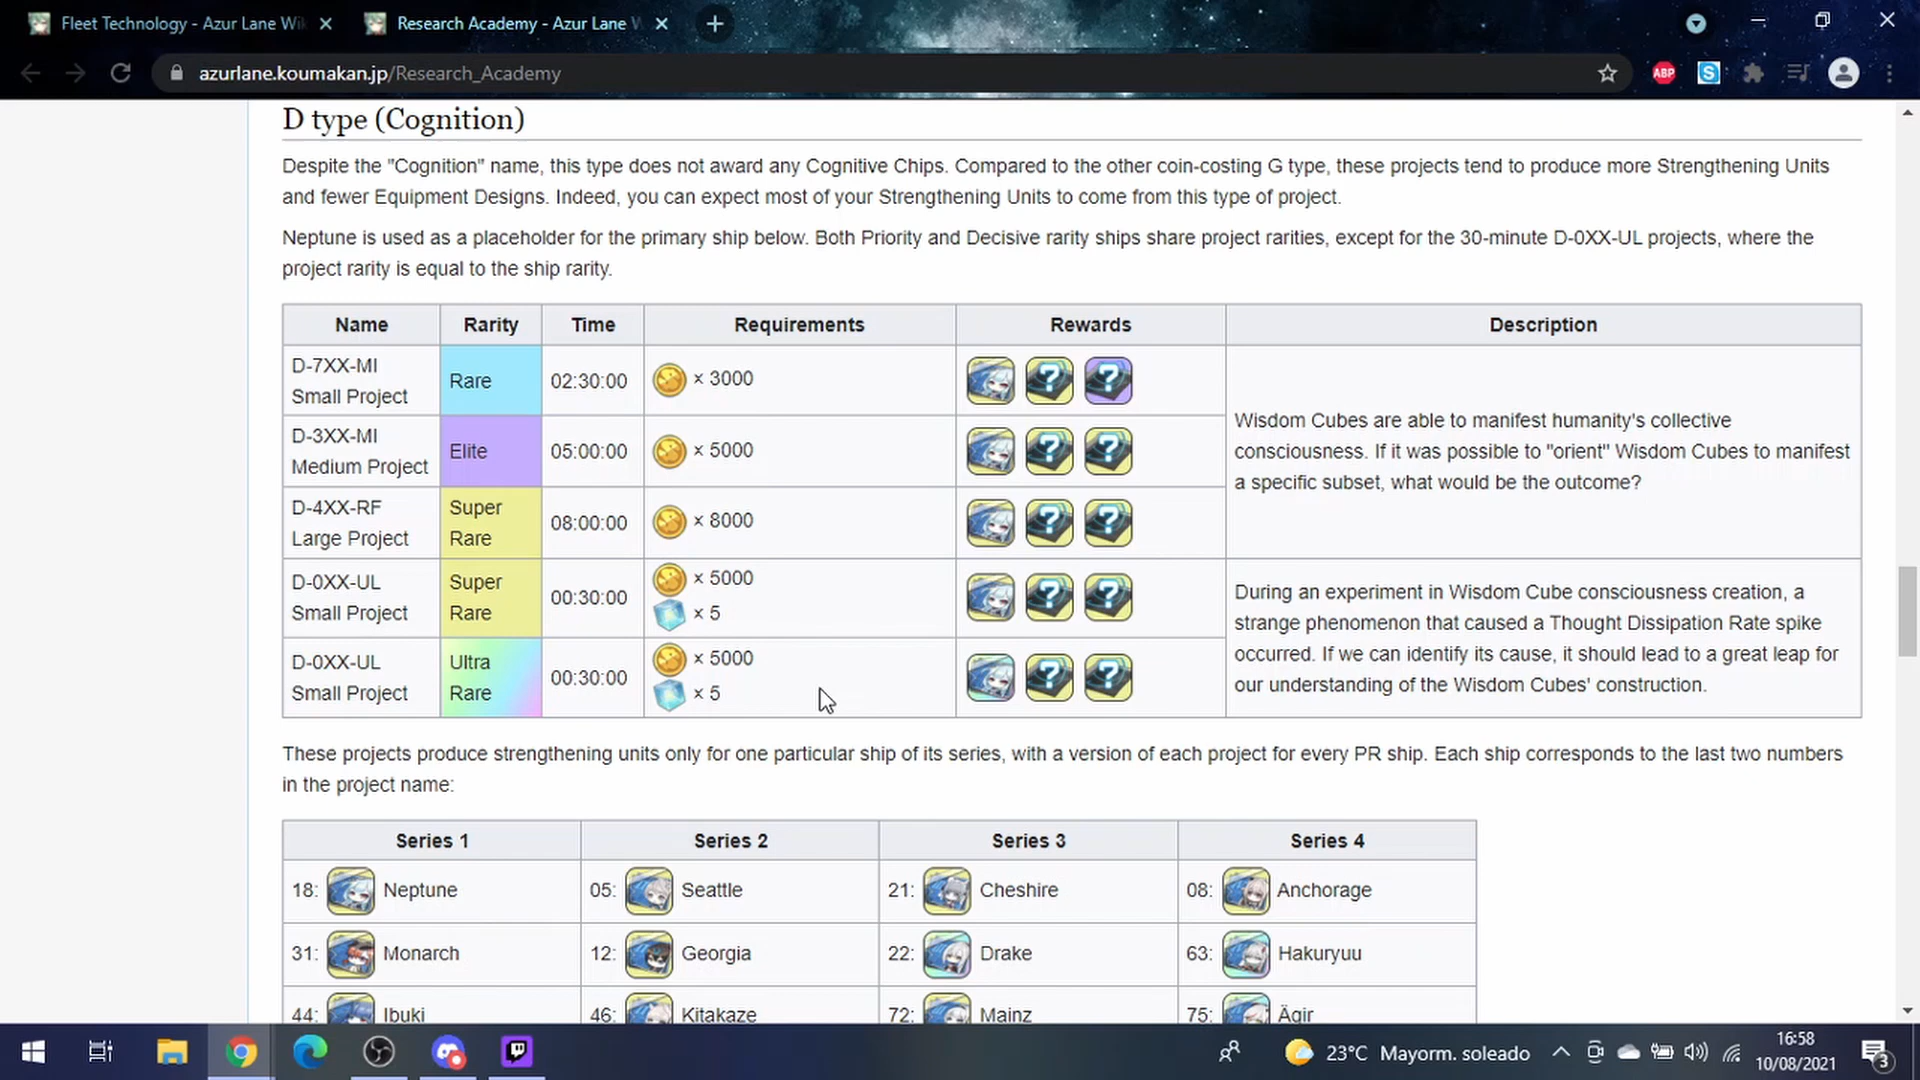 Fleet Technology - Azur Lane Wi
Research Academy - Azur Lane W
azurlane.koumakan.jp/Research_Academy
ABP
S
D type (Cognition)
Despite the "Cognition" name, this type does not award any Cognitive Chips. Compared to the other coin-costing G type, these projects tend to produce more Strengthening Units
and fewer Equipment Designs. Indeed, you can expect most of your Strengthening Units to come from this type of project.
Neptune is used as a placeholder for the primary ship below. Both Priority and Decisive rarity ships share project rarities, except for the 30-minute D-0XX-UL projects, where the
project rarity is equal to the ship rarity.
Name Rarity Time Requirements Rewards Description
D-7XX-MI
Small Project
Rare
02:30:00
x 3000
? ?
D-3XX-MI
Medium Project
Elite
05:00:00
x 5000
? ?
D-4XX-RF
Large Project
Super
Rare
08:00:00
x 8000
? ?
Wisdom Cubes are able to manifest humanity's collective
consciousness. If it was possible to "orient" Wisdom Cubes to manifest
a specific subset, what would be the outcome?
D-0XX-UL
Small Project
Super
Rare
00:30:00
x 5000
x 5
? ?
D-0XX-UL
Small Project
Ultra
Rare
00:30:00
x 5000
x 5
? ?
During an experiment in Wisdom Cube consciousness creation, a
strange phenomenon that caused a Thought Dissipation Rate spike
occurred. If we can identify its cause, it should lead to a great leap for
our understanding of the Wisdom Cubes' construction.
These projects produce strengthening units only for one particular ship of its series, with a version of each project for every PR ship. Each ship corresponds to the last two numbers
in the project name:
Series 1 Series 2 Series 3 Series 4
18: Neptune 05: Seattle 21: Cheshire 08: Anchorage
31: Monarch 12: Georgia 22: Drake 63: Hakuryuu
44: Ibuki 46: Kitakaze 72: Mainz 75: Ägir
23°C Mayorm. soleado
16:58
10/08/2021
3